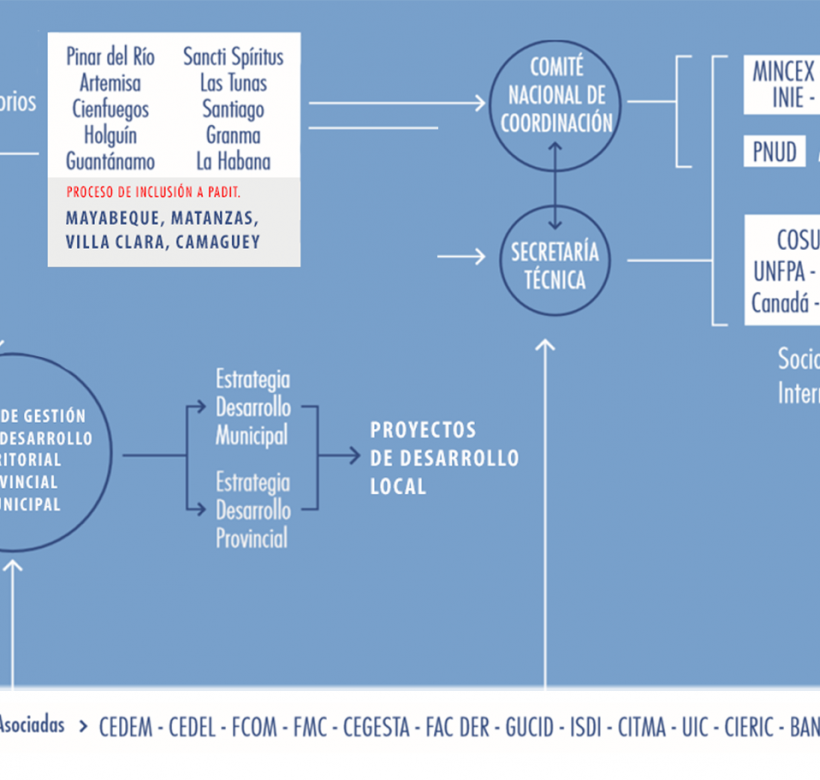 orios
Pinar del Río
Artemisa
Cienfuegos
Holguín
Guantánamo
Sancti Spíritus
Las Tunas
Santiago
Granma
La Habana
PROCESO DE INCLUSIÓN A PADIT.
MAYABEQUE, MATANZAS,
VILLA CLARA, CAMAGUEY
COMITÉ
NACIONAL DE
COORDINACIÓN
SECRETARÍA
TÉCNICA
MINCEX
INIE -
PNUD
COSU
UNFPA -
Canadá -
Socia
Intern
DE GESTIÓN
DESARROLLO
RITORIAL
VINCIAL
UNICIPAL
Estrategia
Desarrollo
Municipal
Estrategia
Desarrollo
Provincial
PROYECTOS
DE DESARROLLO
LOCAL
Asociadas > CEDEM - CEDEL - FCOM - FMC - CEGESTA - FAC DER - GUCID - ISDI - CITMA - UIC - CIERIC - BAN